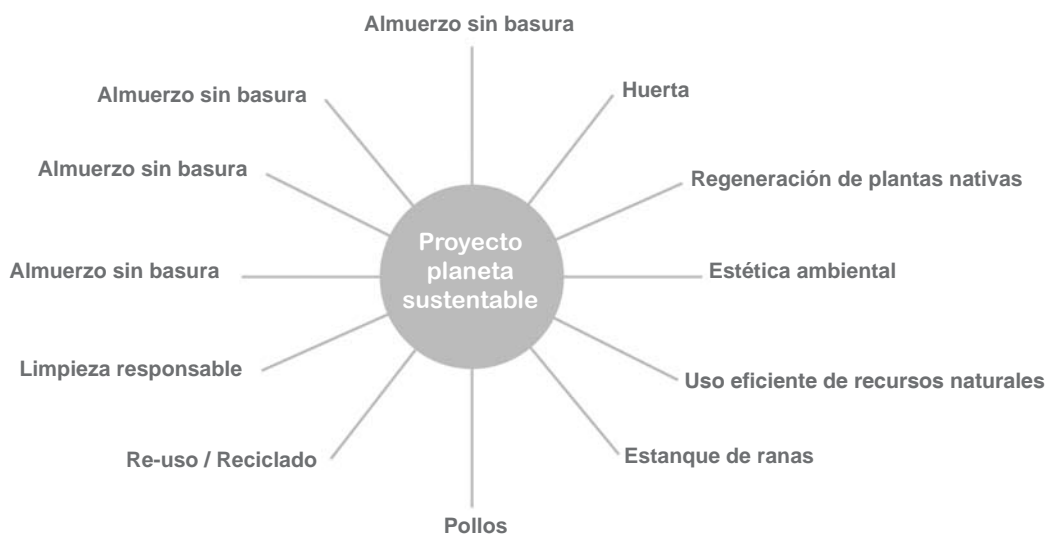 Almuerzo sin basura
Almuerzo sin basura
Huerta
Almuerzo sin basura
Regeneración de plantas nativas
Proyecto
planeta
sustentable
Almuerzo sin basura
Estética ambiental
Limpieza responsable
Uso eficiente de recursos naturales
Re-uso / Reciclado
Estanque de ranas
Pollos